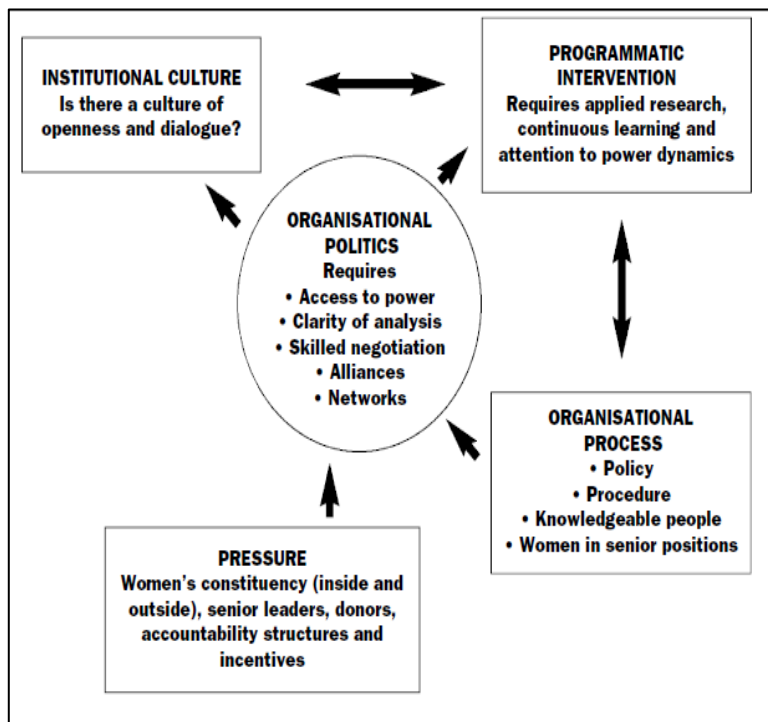 INSTITUTIONAL CULTURE
Is there a culture of
openness and dialogue?
PROGRAMMATIC
INTERVENTION
Requires applied research,
continuous learning and
attention to power dynamics
ORGANISATIONAL
POLITICS
Requires
• Access to power
• Clarity of analysis
• Skilled negotiation
• Alliances
• Networks
ORGANISATIONAL
PROCESS
• Policy
• Procedure
• Knowledgeable people
• Women in senior positions
PRESSURE
Women's constituency (inside and
outside), senior leaders, donors,
accountability structures and
incentives